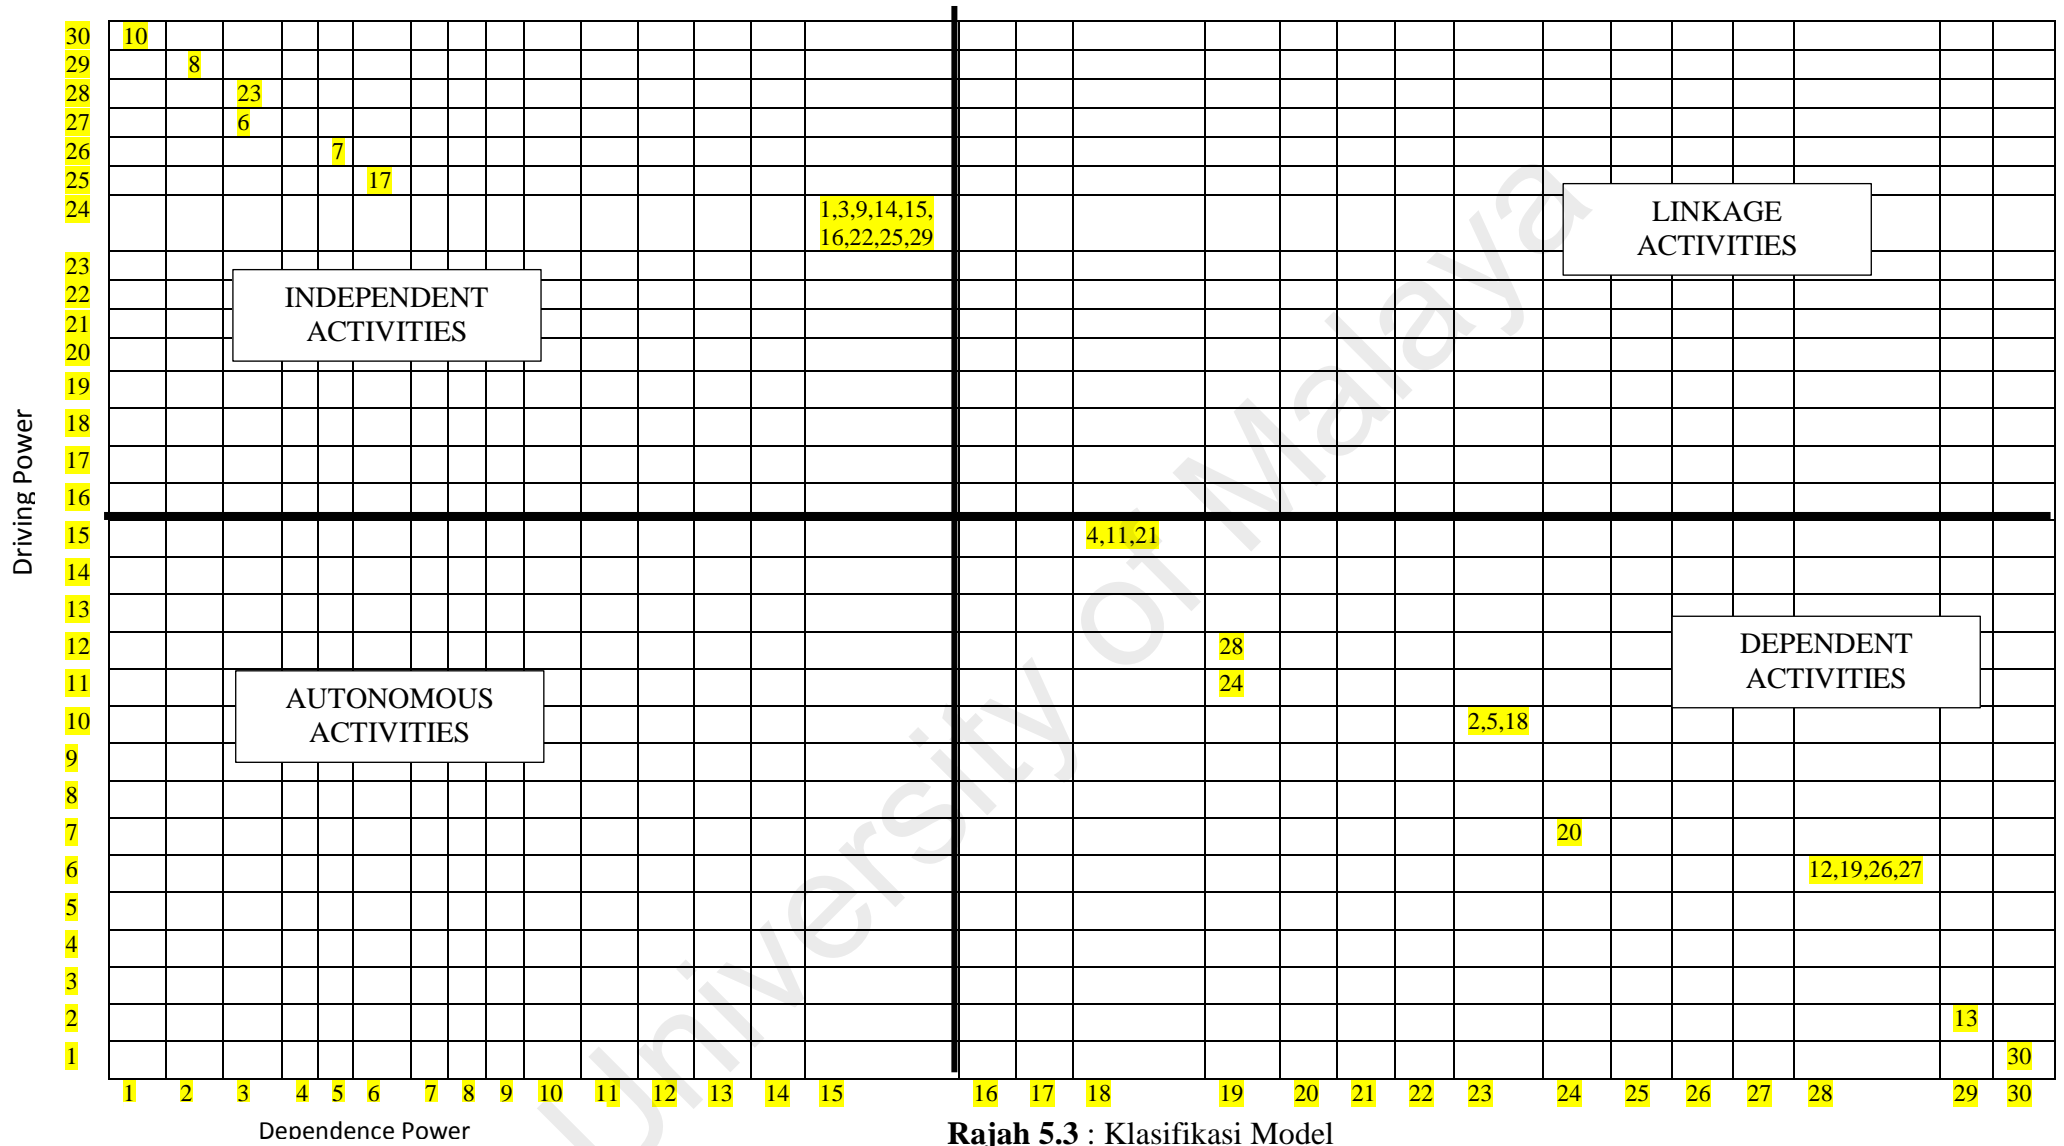 30 10
29 8
28 23
27 6
26 7
25 17
24 1,3,9,14,15,
16,22,25,29
LINKAGE
ACTIVITIES
23
22
21
20
INDEPENDENT
ACTIVITIES
19
18
17
16
Driving Power
15 4,11,21
14
13
12 28
11 24
DEPENDENT
ACTIVITIES
10 2,5,18
AUTONOMOUS
ACTIVITIES
9
8
7 20
6 12,19,26,27
5
4
3
2 13
1 30
1 2 3 4 5 6 7 8 9 10 11 12 13 14 15 16 17 18 19 20 21 22 23 24 25 26 27 28 29 30
Dependence Power
Rajah 5.3 : Klasifikasi Model
University of Malaya